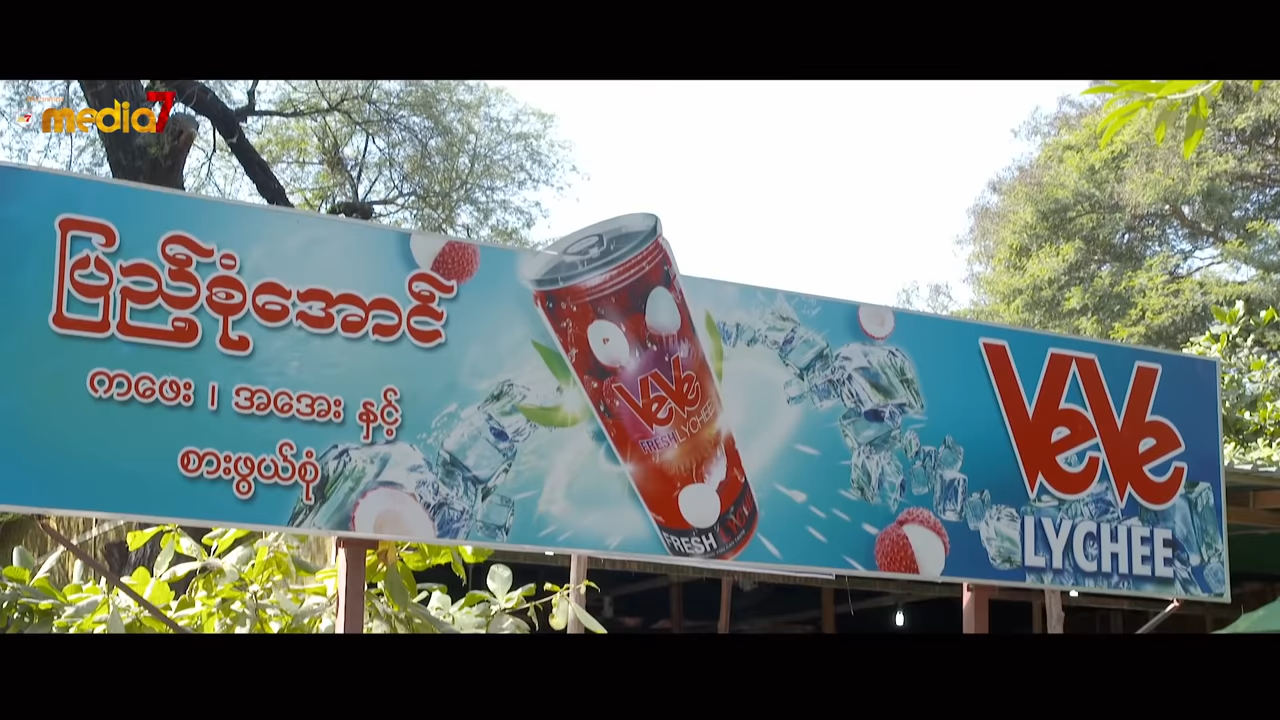 media7
ပြည့်စုံအောင်
ကဖေး ၊ အအေး နှင့်
စားဖွယ်စုံ
VeVe
FRESH LYCHEE
FRESH
VeVe
LYCHEE